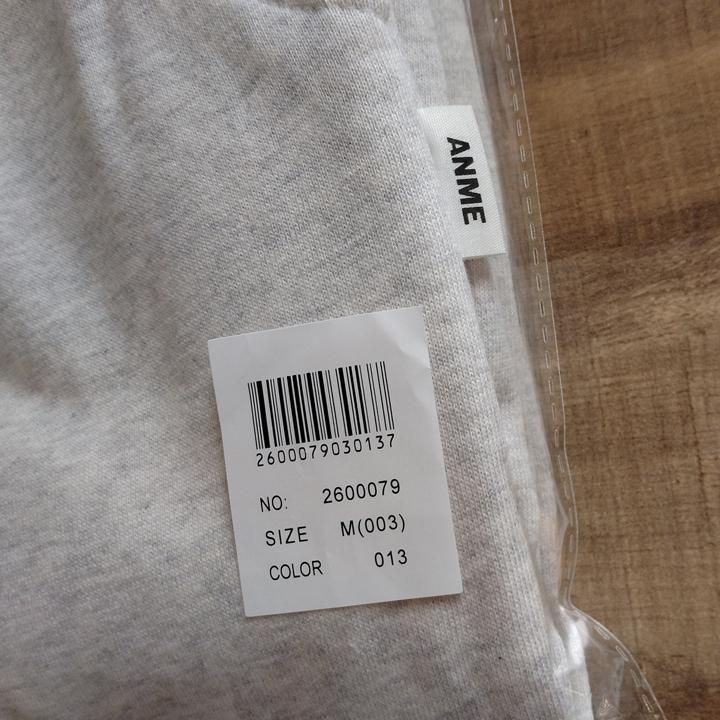 ANME
2600079030137
NO: 2600079
SIZE M(003)
COLOR 013